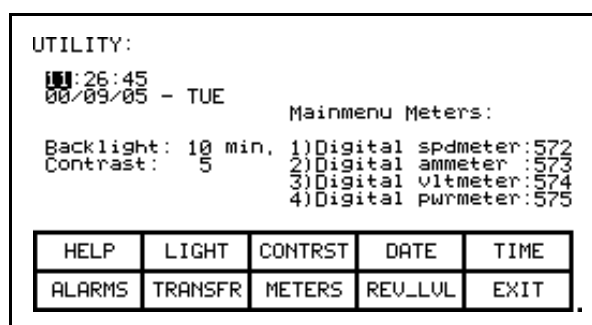 UTILITY:
11:26:45
00/09/05 - TUE
Mainmenu Meters:
Backlight: 10 min.
Contrast: 5
1)Digital spdmeter:572
2)Digital ammeter :573
3)Digital vltmeter:574
4)Digital pwrmeter:575
HELP LIGHT CONTRST DATE TIME
ALARMS TRANSFR METERS REV_LVL EXIT